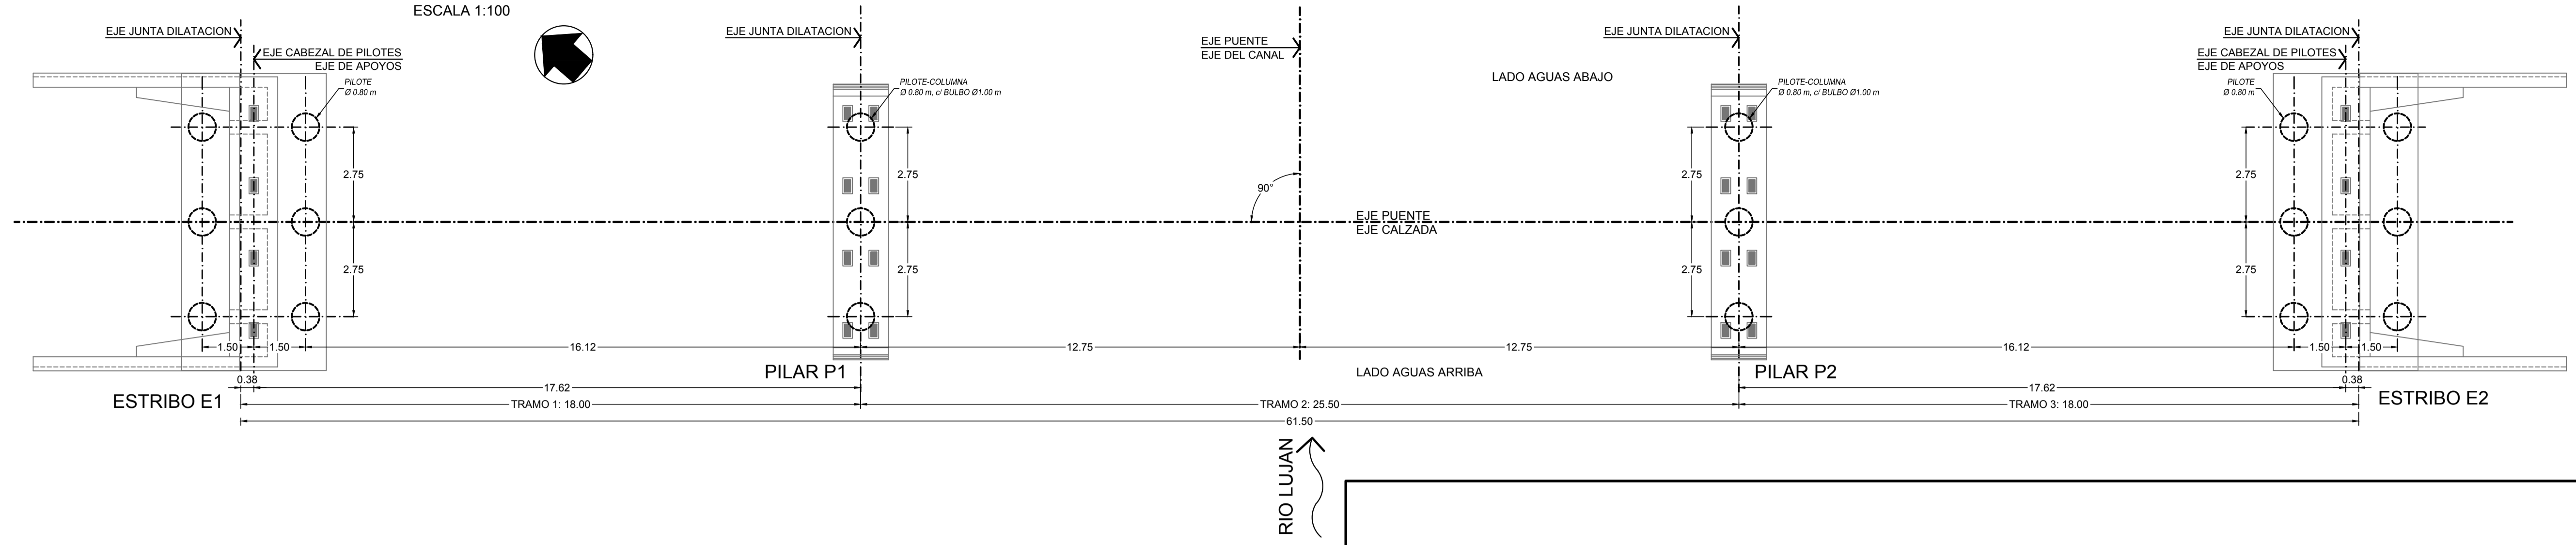 ESCALA 1:100
EJE JUNTA DILATACION
EJE CABEZAL DE PILOTES
EJE DE APOYOS
PILOTE
Ø 0.80 m
EJE JUNTA DILATACION
PILOTE-COLUMNA
Ø 0.80 m, c/ BULBO Ø1.00 m
EJE PUENTE
EJE DEL CANAL
LADO AGUAS ABAJO
EJE JUNTA DILATACION
PILOTE-COLUMNA
Ø 0.80 m, c/ BULBO Ø1.00 m
EJE JUNTA DILATACION
EJE CABEZAL DE PILOTES
EJE DE APOYOS
PILOTE
Ø 0.80 m
2.75
2.75
90°
2.75
2.75
EJE PUENTE
EJE CALZADA
2.75
2.75
2.75
2.75
1.50
1.50
16.12
12.75
12.75
16.12
1.50
1.50
PILAR P1
LADO AGUAS ARRIBA
PILAR P2
0.38
17.62
17.62
0.38
ESTRIBO E1
TRAMO 1: 18.00
TRAMO 2: 25.50
TRAMO 3: 18.00
ESTRIBO E2
61.50
RIO LUJAN